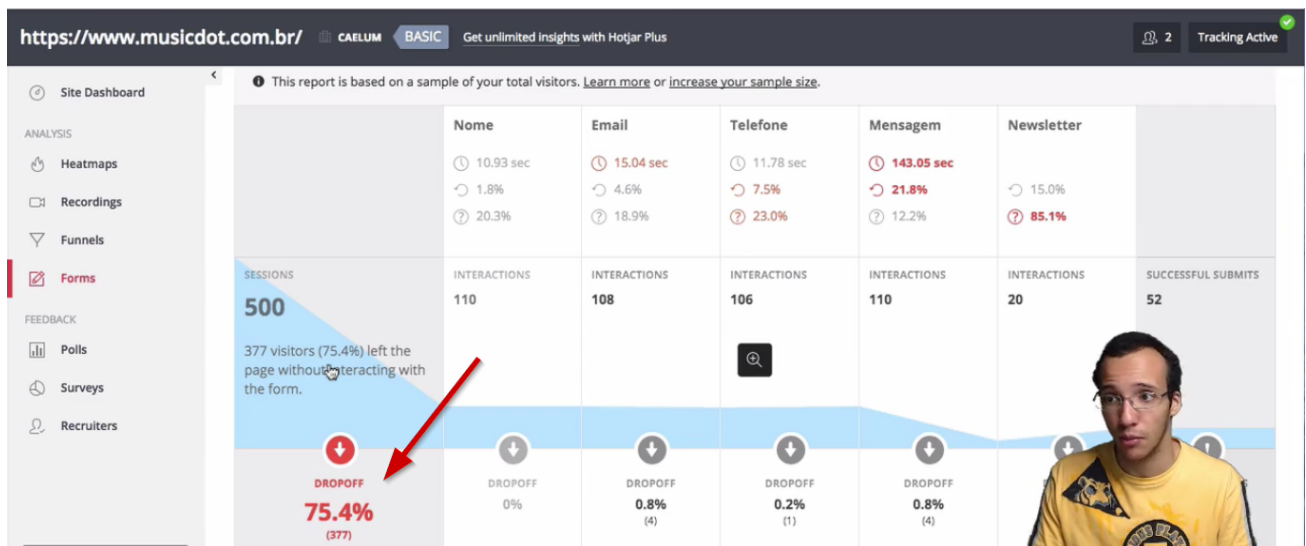 https://www.musicdot.com.br/ CAELUM BASIC Get unlimited insights with Hotjar Plus 2 Tracking Active
Site Dashboard
ANALYSIS
Heatmaps
Recordings
Funnels
Forms
FEEDBACK
Polls
Surveys
Recruiters
This report is based on a sample of your total visitors. Learn more or increase your sample size.
Nome Email Telefone Mensagem Newsletter
10.93 sec 15.04 sec 11.78 sec 143.05 sec
1.8% 4.6% 7.5% 21.8% 15.0%
20.3% 18.9% 23.0% 12.2% 85.1%
SESSIONS INTERACTIONS INTERACTIONS INTERACTIONS INTERACTIONS INTERACTIONS SUCCESSFUL SUBMITS
500 110 108 106 110 20 52
377 visitors (75.4%) left the
page without interacting with
the form.
DROPOFF DROPOFF DROPOFF DROPOFF DROPOFF
75.4% 0% 0.8% 0.2% 0.8%
(377) (4) (1) (4)